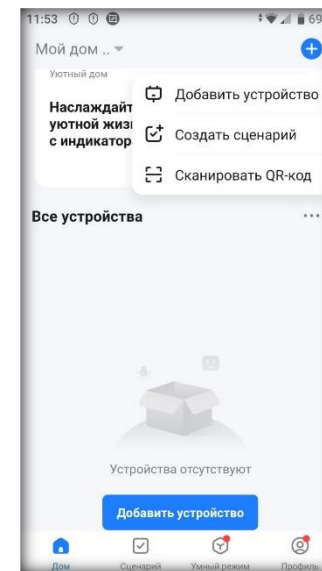 11:53
69
Мой дом ..
Уютный дом
Наслаждайт
уютной жиз
с индикатор
Добавить устройство
Создать сценарий
Сканировать QR-код
Все устройства
Устройства отсутствуют
Добавить устройство
Дом
Сценарий
Умный режим
Профиль